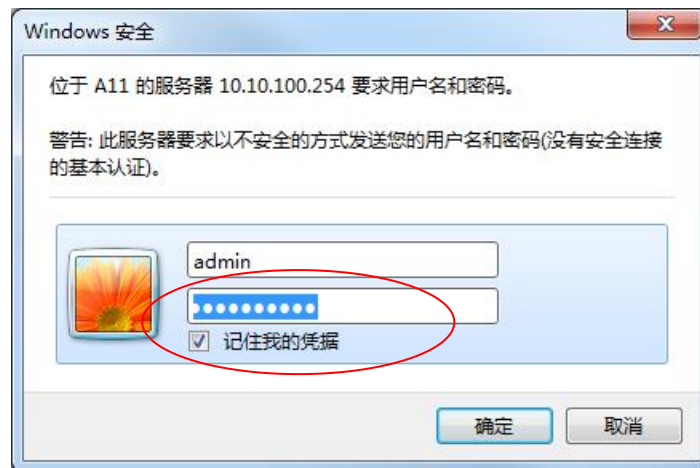 Windows 安全
位于 A11 的服务器 10.10.100.254 要求用户名和密码。
警告: 此服务器要求以不安全的方式发送您的用户名和密码(没有安全连接
的基本认证)。
admin
●●●●●●●●●●
记住我的凭据
确定
取消